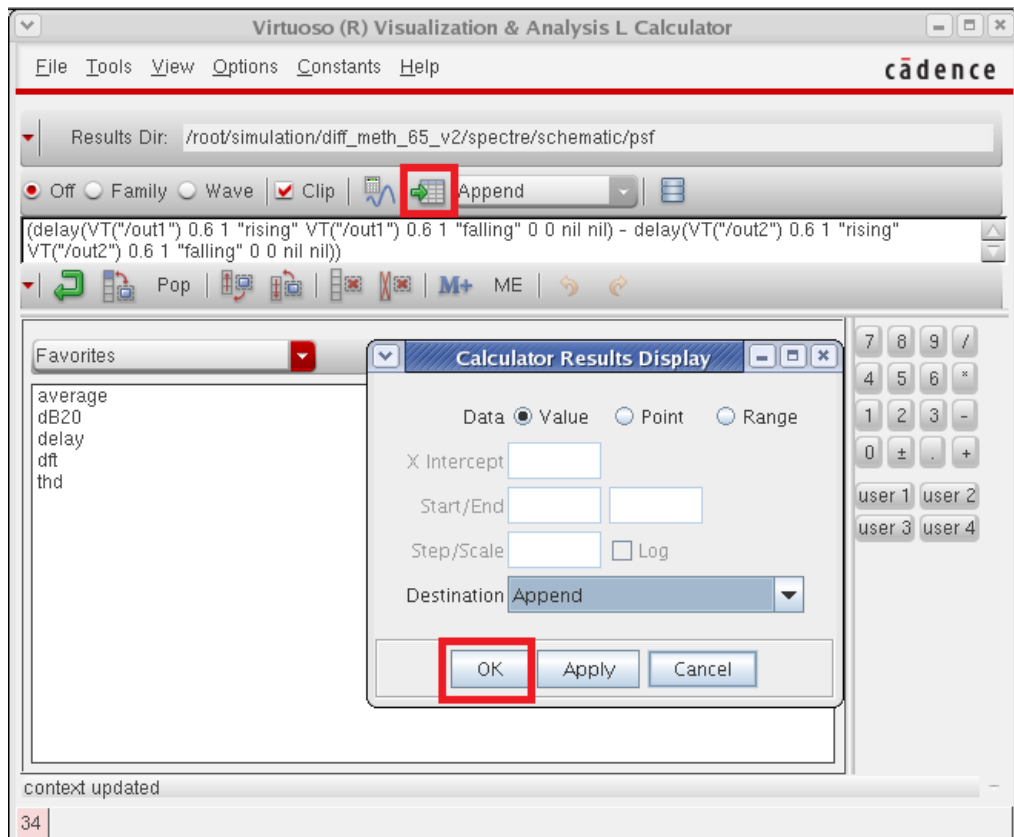 Virtuoso (R) Visualization & Analysis L Calculator
File Tools View Options Constants Help
cādence
Results Dir: /root/simulation/diff_meth_65_v2/spectre/schematic/psf
Off Family Wave Clip Append
(delay(VT("/out1") 0.6 1 "rising" VT("/out1") 0.6 1 "falling" 0 0 nil nil) - delay(VT("/out2") 0.6 1 "rising"
VT("/out2") 0.6 1 "falling" 0 0 nil nil))
Pop M+ ME
Favorites
average
dB20
delay
dft
thd
Calculator Results Display
Data Value Point Range
X Intercept
Start/End
Step/Scale Log
Destination Append
OK Apply Cancel
7 8 9 /
4 5 6 *
1 2 3 -
0 ± . +
user 1 user 2
user 3 user 4
context updated
34